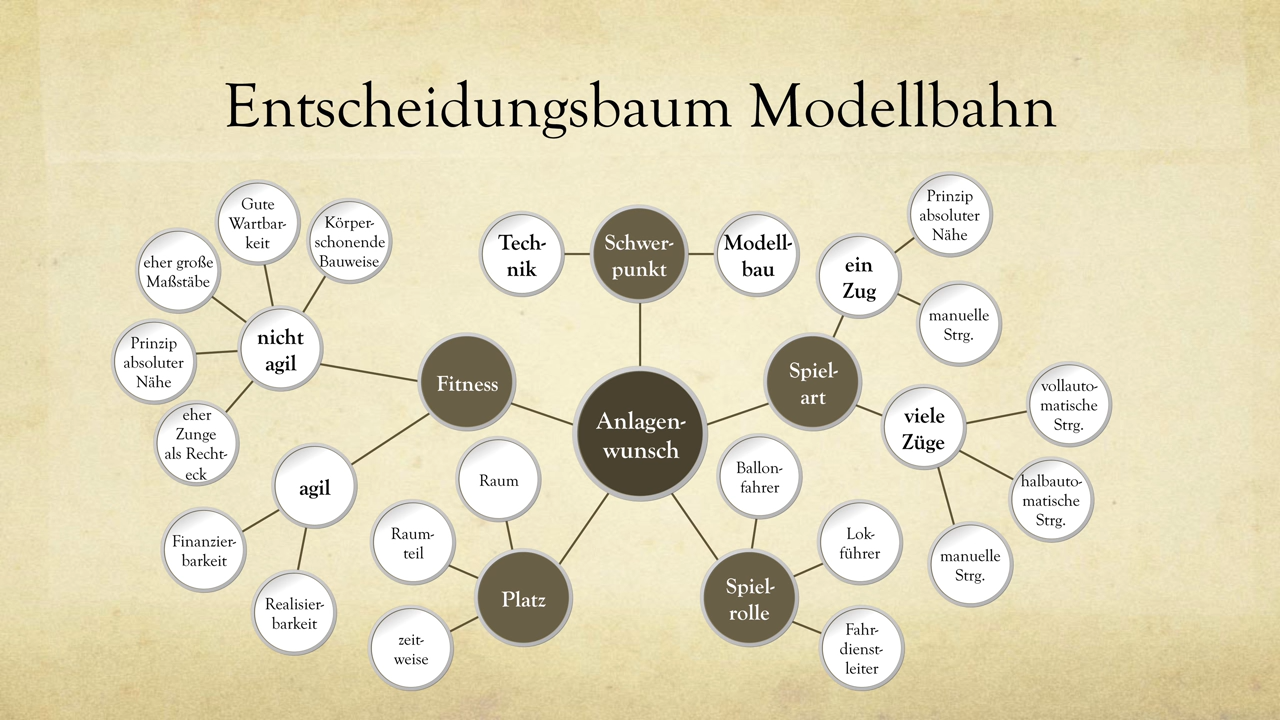 Entscheidungsbaum Modellbahn
Anlagen-
wunsch
Schwer-
punkt
Tech-
nik
Modell-
bau
Spiel-
art
ein
Zug
Prinzip
absoluter
Nähe
manuelle
Strg.
viele
Züge
vollauto-
matische
Strg.
halbauto-
matische
Strg.
manuelle
Strg.
Spiel-
rolle
Ballon-
fahrer
Lok-
führer
Fahr-
dienst-
leiter
Platz
Raum
Raum-
teil
zeit-
weise
Fitness
agil
Finanzier-
barkeit
Realisier-
barkeit
nicht
agil
eher
Zunge
als Recht-
eck
Prinzip
absoluter
Nähe
eher große
Maßstäbe
Gute
Wartbar-
keit
Körper-
schonende
Bauweise